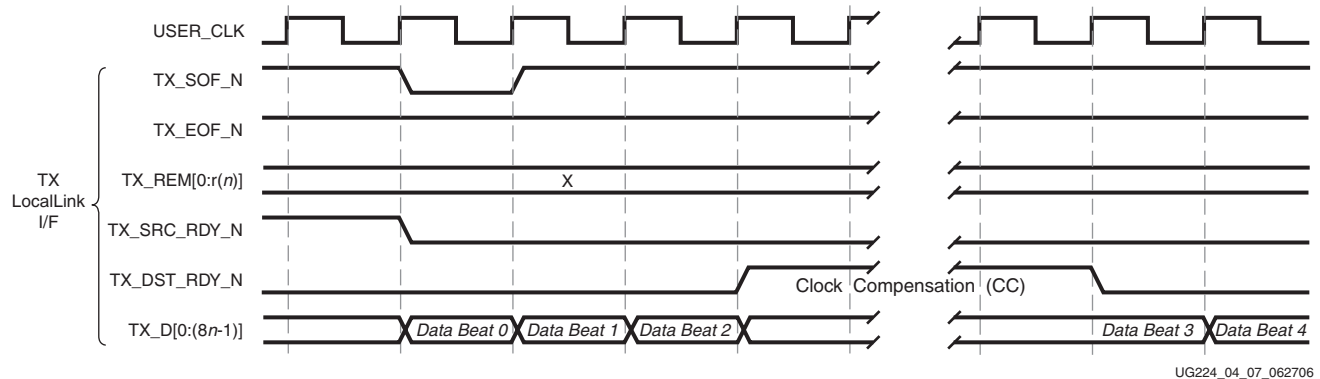 USER_CLK
TX_SOF_N
TX_EOF_N
TX
LocalLink
I/F
TX_REM[0:r(n)]
X
TX_SRC_RDY_N
TX_DST_RDY_N
Clock Compensation (CC)
TX_D[0:(8n-1)]
Data Beat 0
Data Beat 1
Data Beat 2
Data Beat 3
Data Beat 4
UG224_04_07_062706